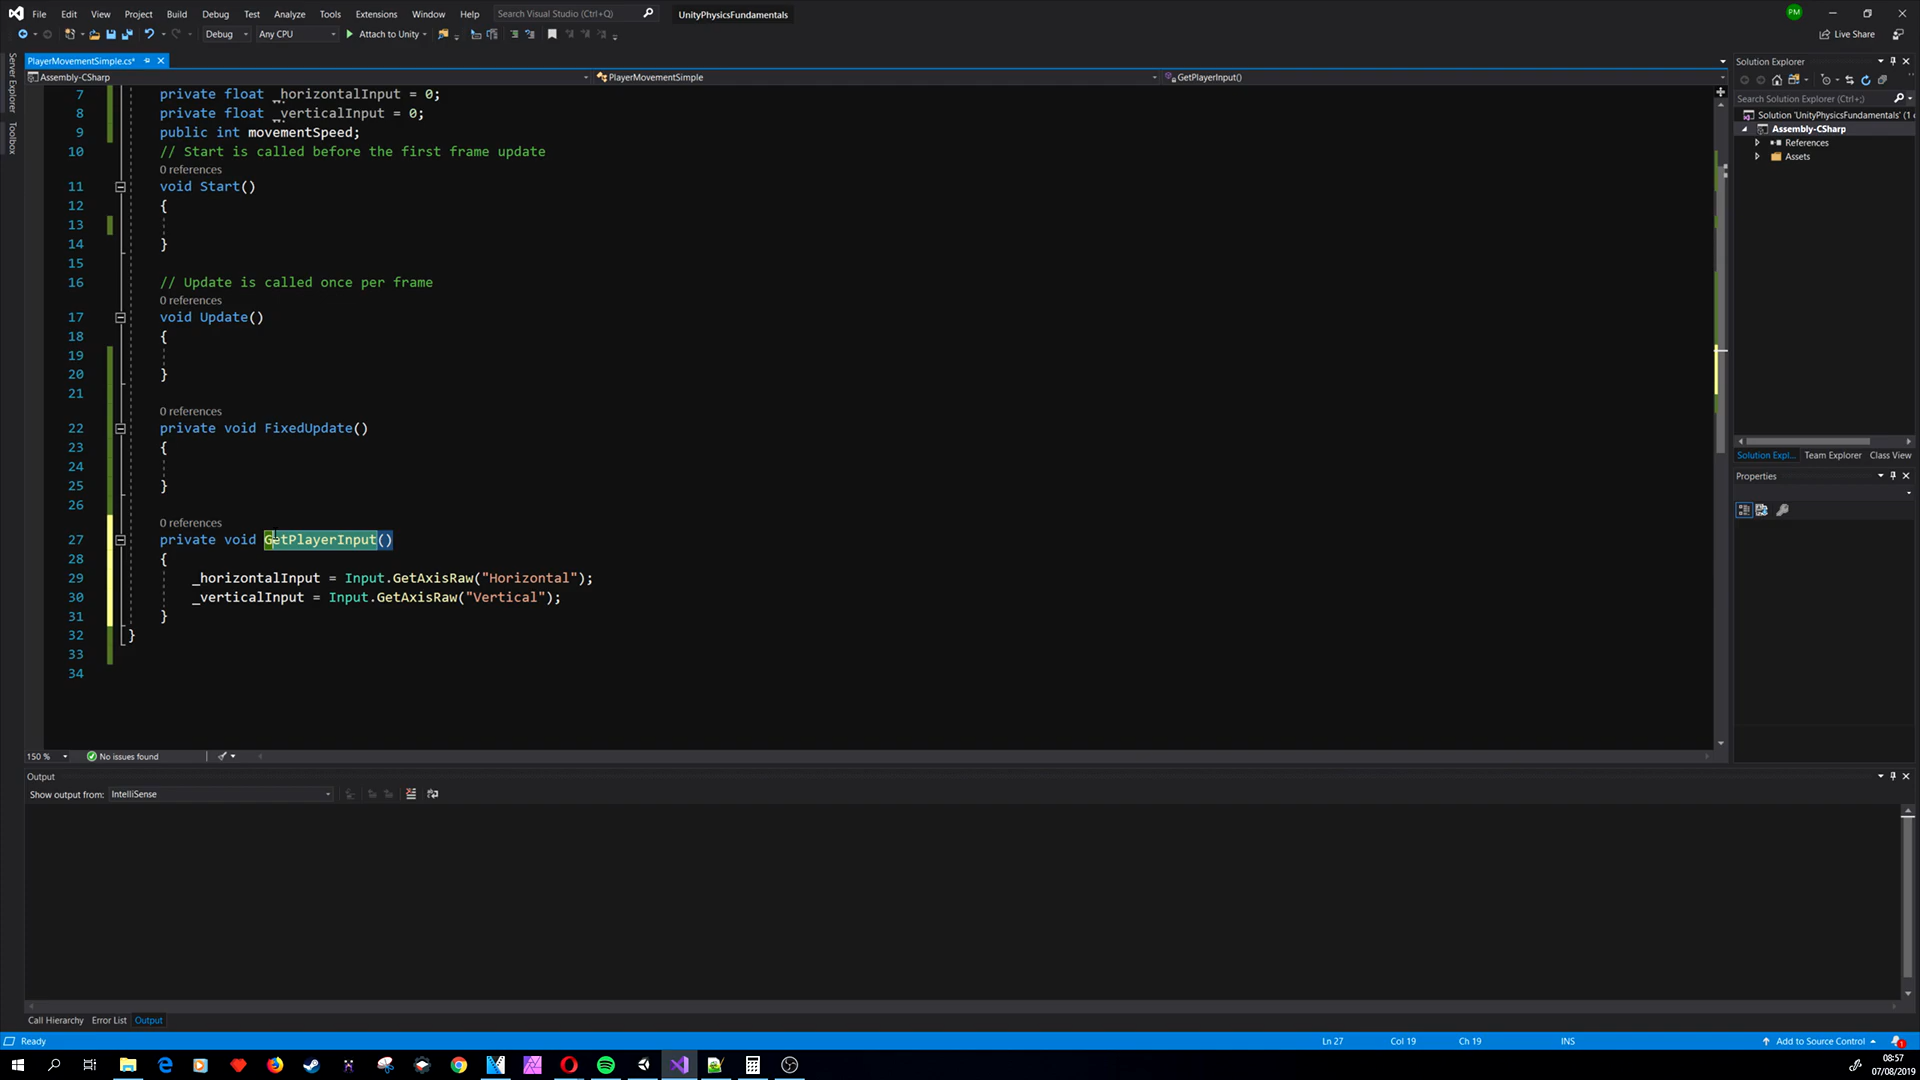 File Edit View Project Build Debug Test Analyze Tools Extensions Window Help Search Visual Studio (Ctrl+Q) UnityPhysicsFundamentals PM
Debug Any CPU Attach to Unity Live Share
Server Explorer
Toolbox
PlayerMovementSimple.cs*
Assembly-CSharp PlayerMovementSimple GetPlayerInput()
7 private float _horizontalInput = 0;
8 private float _verticalInput = 0;
9 public int movementSpeed;
10 // Start is called before the first frame update
0 references
11 void Start()
12 {
13
14 }
15
16 // Update is called once per frame
0 references
17 void Update()
18 {
19
20 }
21
0 references
22 private void FixedUpdate()
23 {
24
25 }
26
0 references
27 private void GetPlayerInput()
28 {
29 _horizontalInput = Input.GetAxisRaw("Horizontal");
30 _verticalInput = Input.GetAxisRaw("Vertical");
31 }
32 }
33
34
150 % No issues found
Solution Explorer
Search Solution Explorer (Ctrl+;)
Solution 'UnityPhysicsFundamentals' (1
Assembly-CSharp
References
Assets
Solution Expl... Team Explorer Class View
Properties
Output
Show output from: IntelliSense
Call Hierarchy Error List Output
Ready Ln 27 Col 19 Ch 19 INS Add to Source Control 1
08:57
07/08/2019